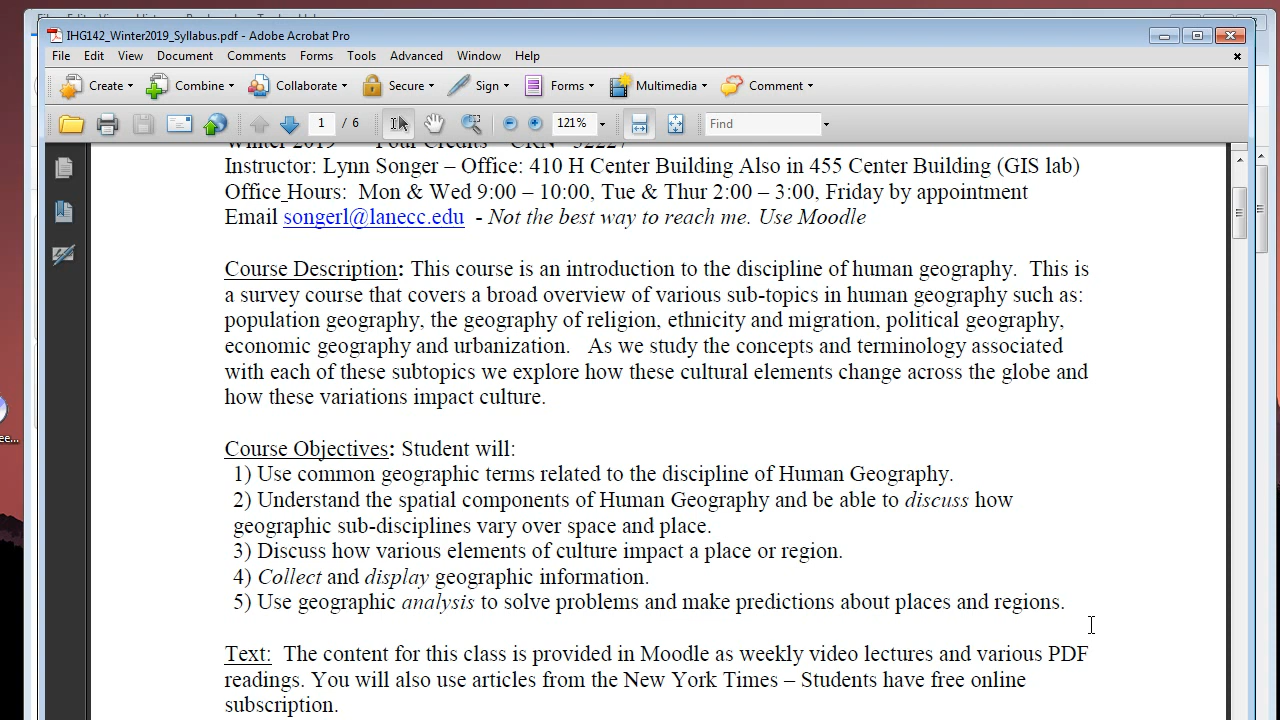 IHG142_Winter2019_Syllabus.pdf - Adobe Acrobat Pro
File Edit View Document Comments Forms Tools Advanced Window Help
Create Combine Collaborate Secure Sign Forms Multimedia Comment
1 / 6 121% Find
Instructor: Lynn Songer – Office: 410 H Center Building Also in 455 Center Building (GIS lab)
Office Hours: Mon & Wed 9:00 – 10:00, Tue & Thur 2:00 – 3:00, Friday by appointment
Email songerl@lanecc.edu - Not the best way to reach me. Use Moodle
Course Description: This course is an introduction to the discipline of human geography. This is
a survey course that covers a broad overview of various sub-topics in human geography such as:
population geography, the geography of religion, ethnicity and migration, political geography,
economic geography and urbanization. As we study the concepts and terminology associated
with each of these subtopics we explore how these cultural elements change across the globe and
how these variations impact culture.
Course Objectives: Student will:
1) Use common geographic terms related to the discipline of Human Geography.
2) Understand the spatial components of Human Geography and be able to discuss how
geographic sub-disciplines vary over space and place.
3) Discuss how various elements of culture impact a place or region.
4) Collect and display geographic information.
5) Use geographic analysis to solve problems and make predictions about places and regions.
Text: The content for this class is provided in Moodle as weekly video lectures and various PDF
readings. You will also use articles from the New York Times – Students have free online
subscription.